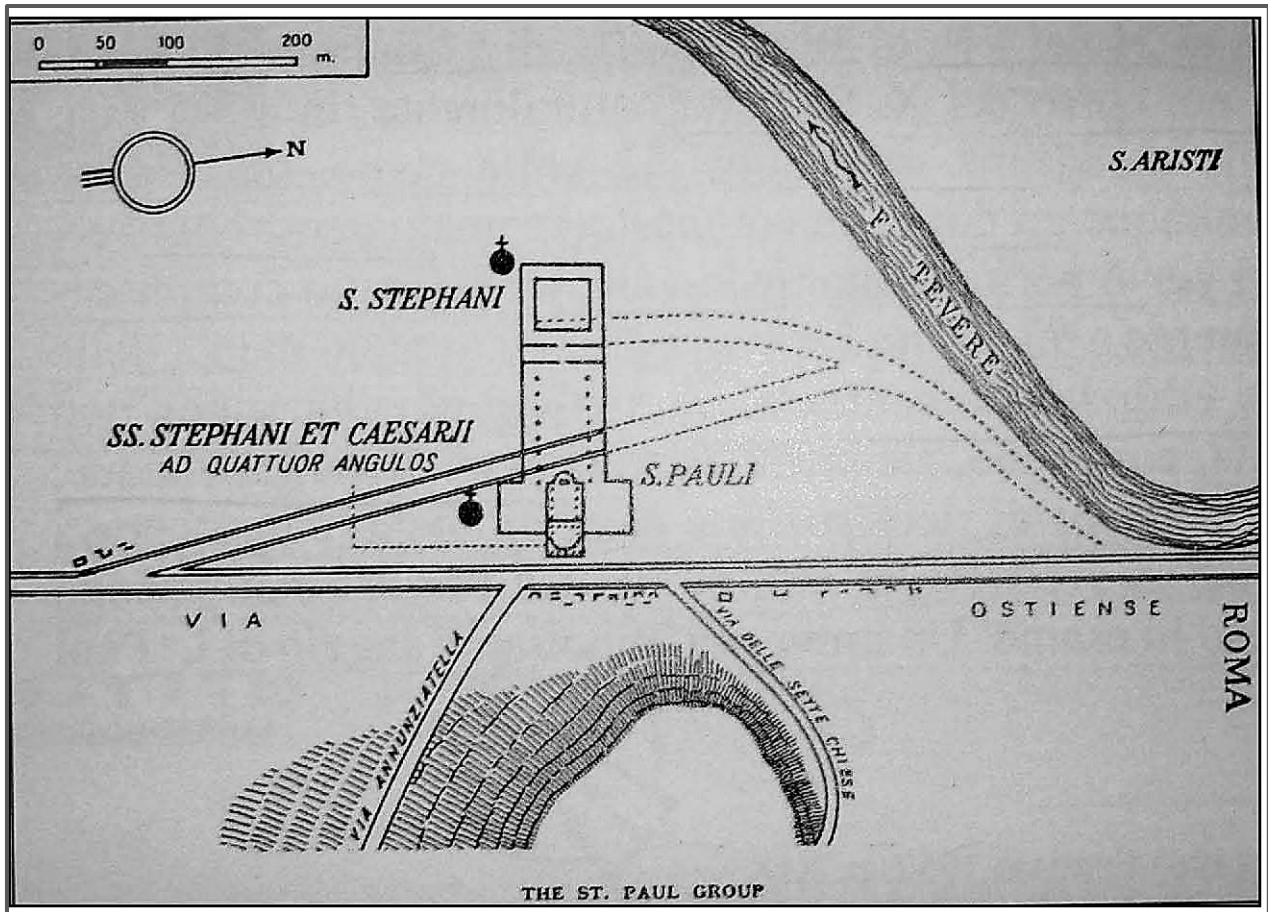 0 50 100 200
m.
N
S. ARISTI
F. TEVERE
S. STEPHANI
SS. STEPHANI ET CAESARII
AD QUATTUOR ANGULOS
S. PAULI
VIA
OSTIENSE
ROMA
VIA ANNUNZIATELLA
VIA DELLE SETTE CHIESE
THE ST. PAUL GROUP